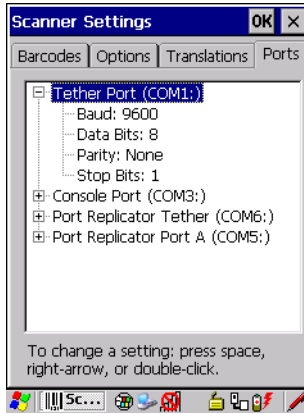 Scanner Settings OK ×
Barcodes Options Translations Ports
Tether Port (COM1:)
Baud: 9600
Data Bits: 8
Parity: None
Stop Bits: 1
Console Port (COM3:)
Port Replicator Tether (COM6:)
Port Replicator Port A (COM5:)
To change a setting: press space,
right-arrow, or double-click.
Sc...